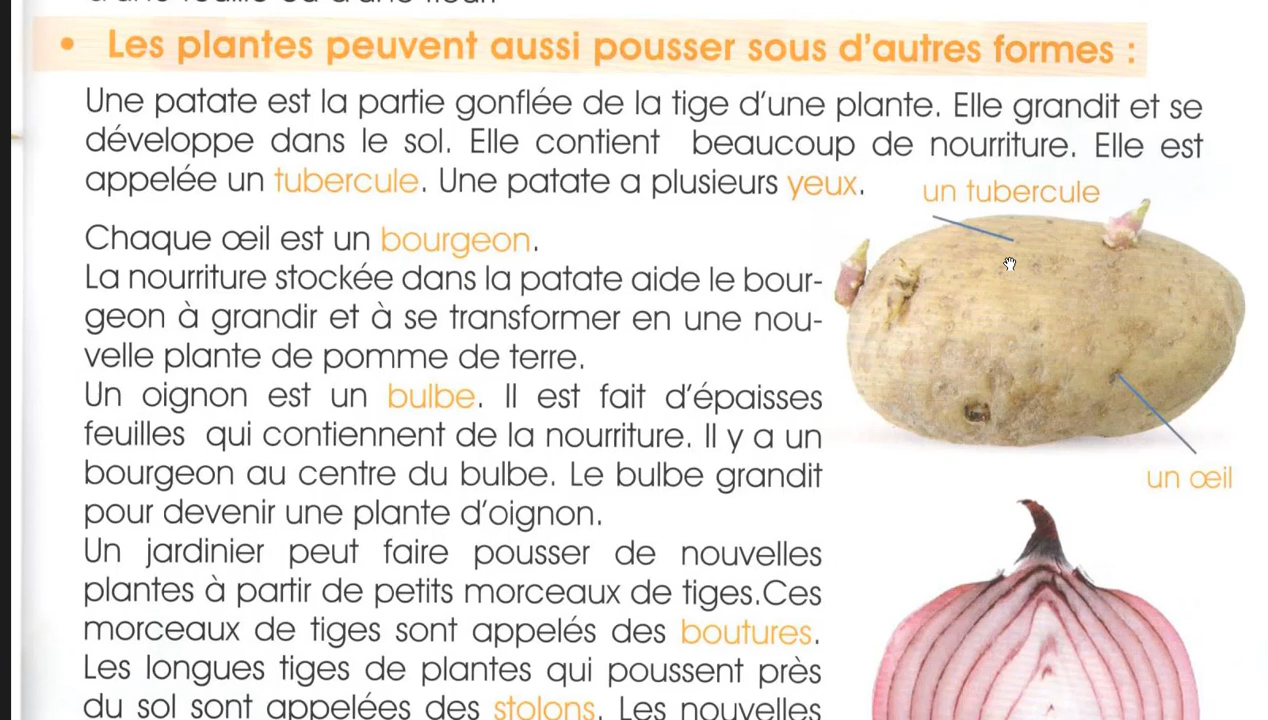 • Les plantes peuvent aussi pousser sous d'autres formes :
Une patate est la partie gonflée de la tige d'une plante. Elle grandit et se
développe dans le sol. Elle contient beaucoup de nourriture. Elle est
appelée un tubercule. Une patate a plusieurs yeux.
un tubercule
Chaque œil est un bourgeon.
La nourriture stockée dans la patate aide le bour-
geon à grandir et à se transformer en une nou-
velle plante de pomme de terre.
Un oignon est un bulbe. Il est fait d'épaisses
feuilles qui contiennent de la nourriture. Il y a un
bourgeon au centre du bulbe. Le bulbe grandit
pour devenir une plante d'oignon.
un œil
Un jardinier peut faire pousser de nouvelles
plantes à partir de petits morceaux de tiges.Ces
morceaux de tiges sont appelés des boutures.
Les longues tiges de plantes qui poussent près
du sol sont appelées des stolons. Les nouvelles